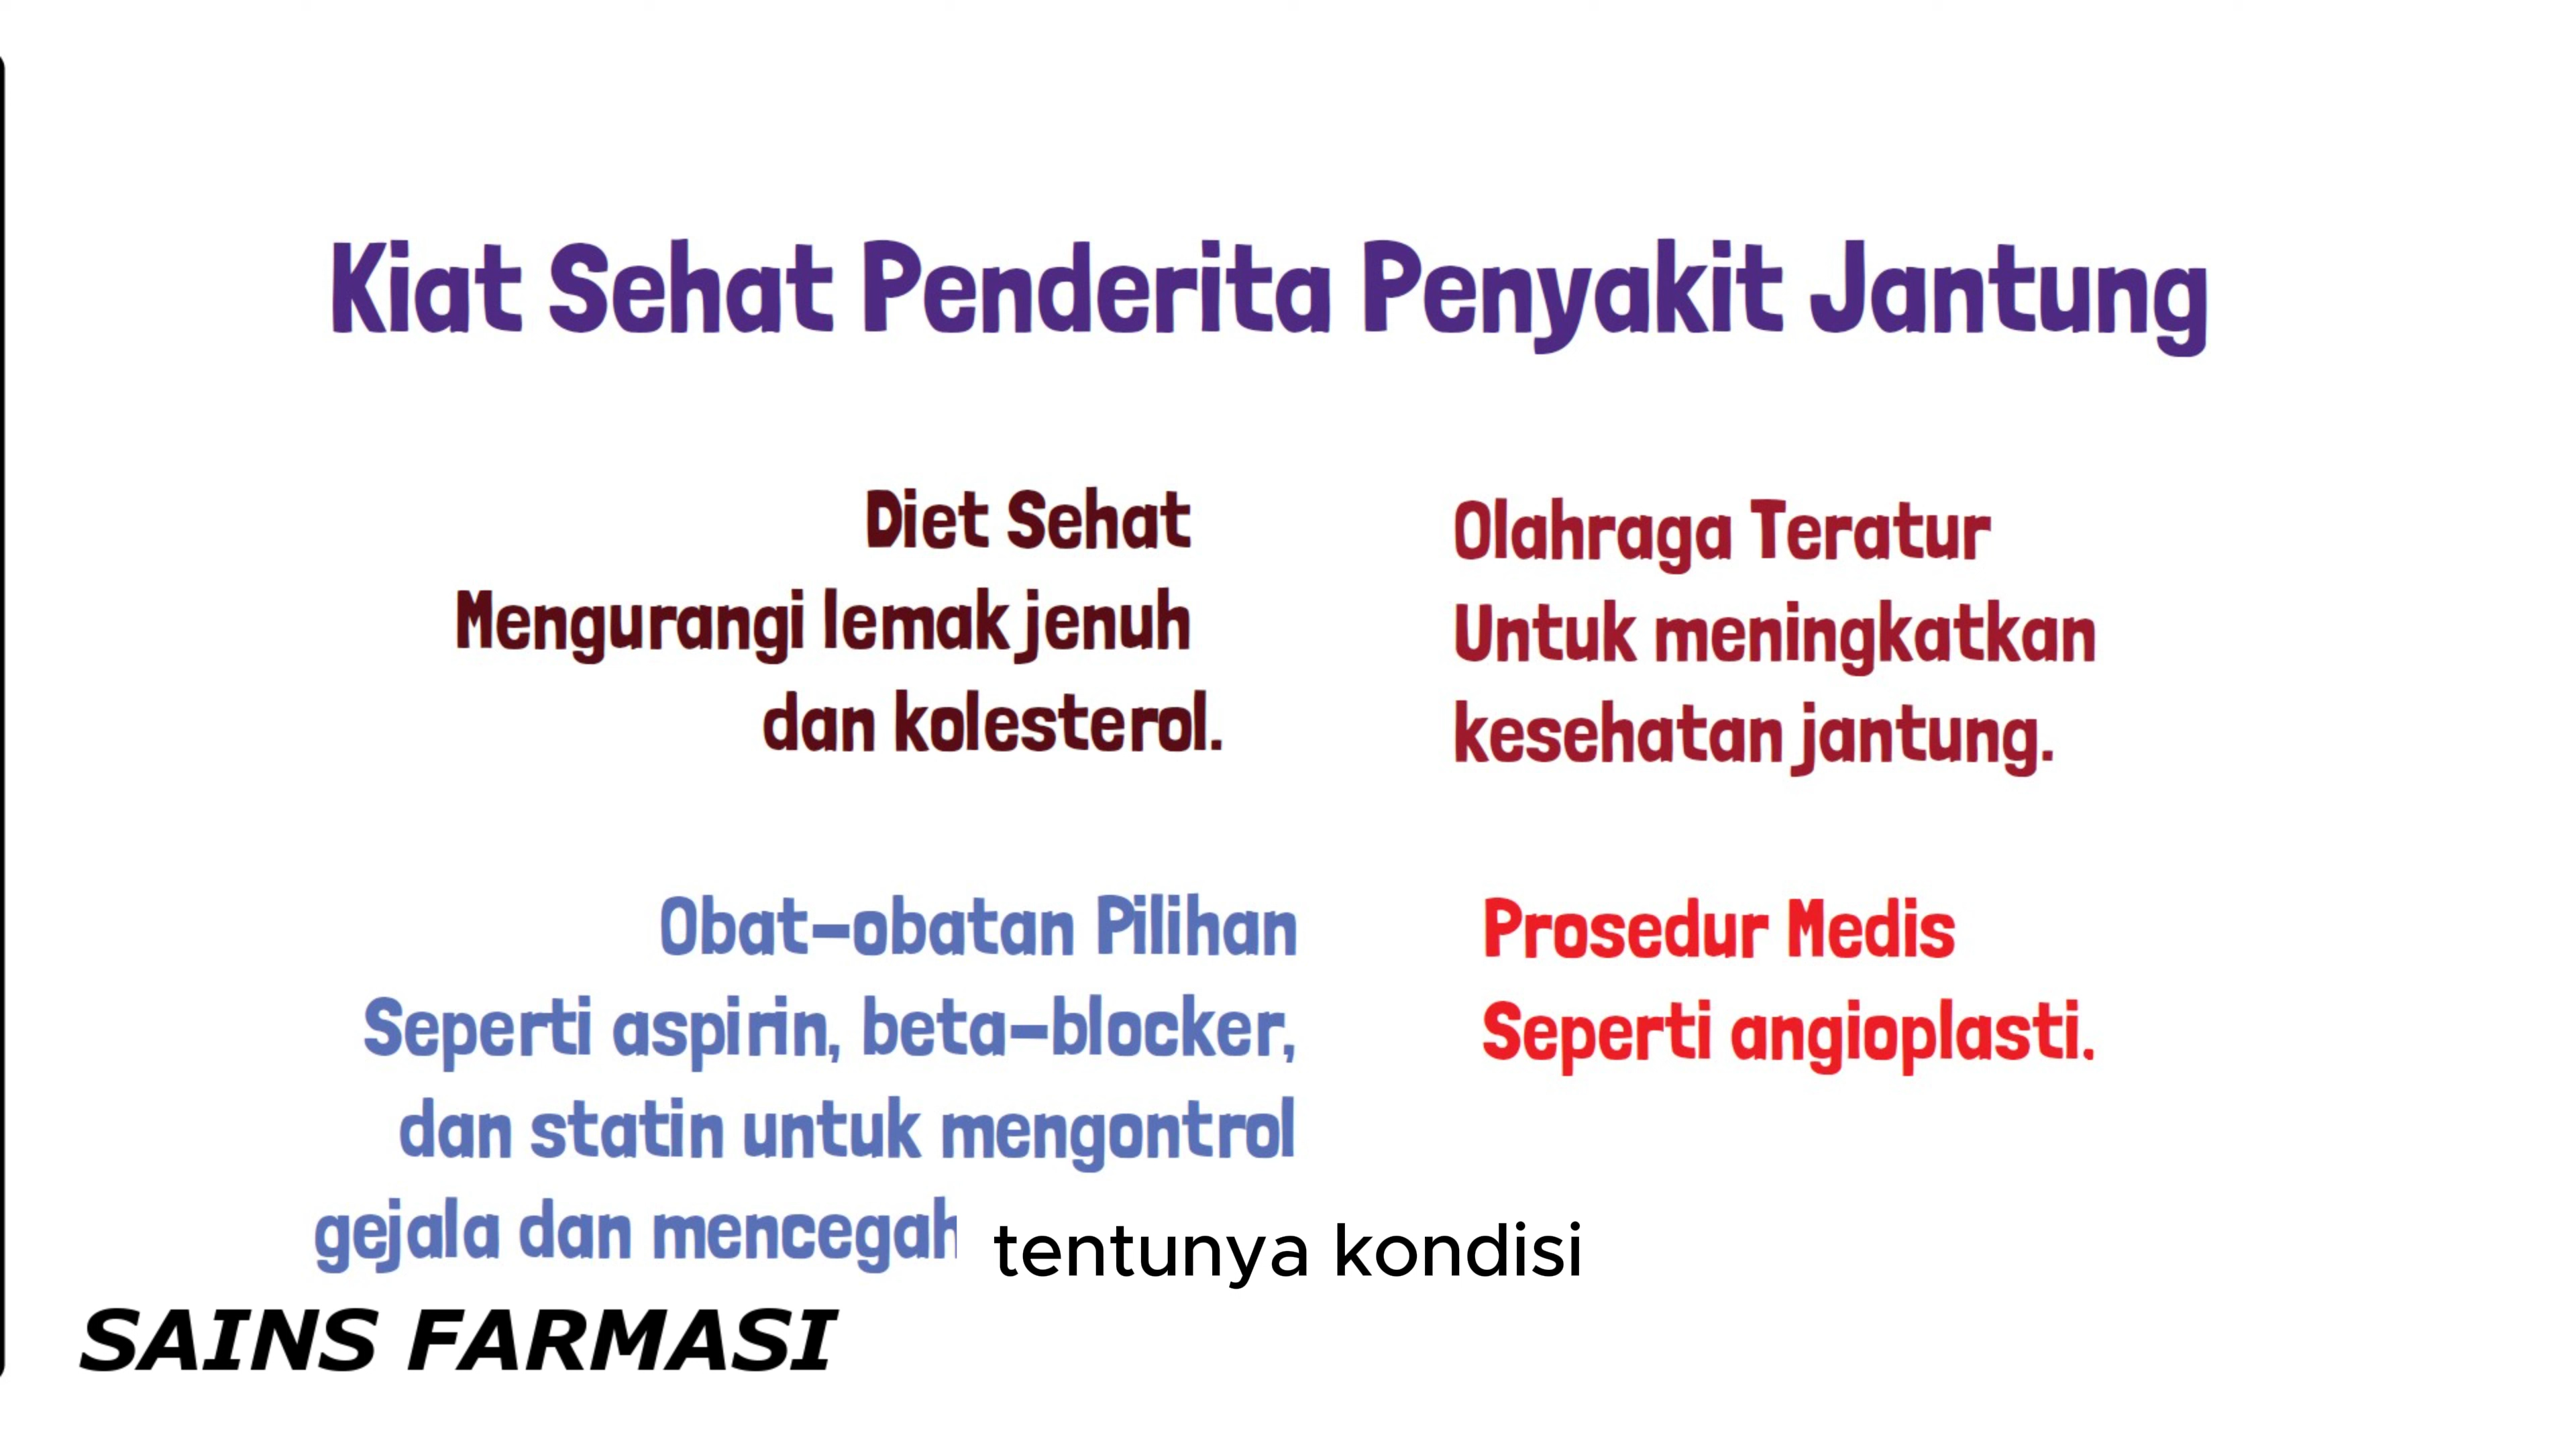 Kiat Sehat Penderita Penyakit Jantung
Diet Sehat
Mengurangi lemak jenuh
dan kolesterol.
Olahraga Teratur
Untuk meningkatkan
kesehatan jantung.
Obat-obatan Pilihan
Seperti aspirin, beta-blocker,
dan statin untuk mengontrol
gejala dan mencegah
Prosedur Medis
Seperti angioplasti.
tentunya kondisi
SAINS FARMASI